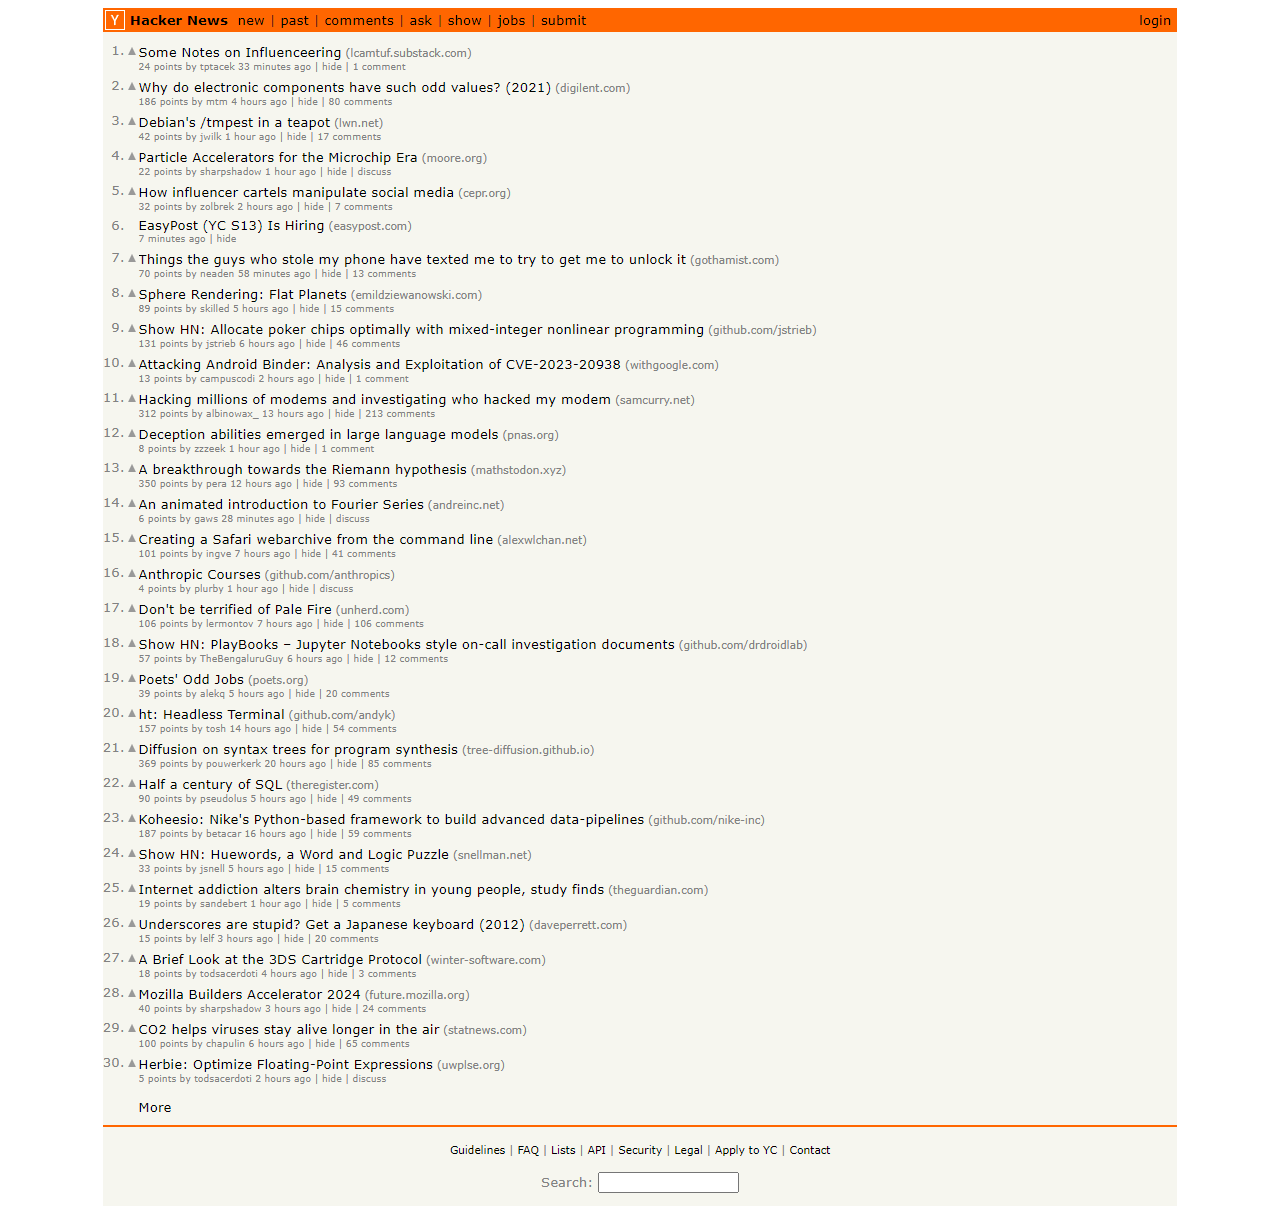 Y Hacker News new | past | comments | ask | show | jobs | submit login
1. Some Notes on Influenceering (lcamtuf.substack.com)
24 points by tptacek 33 minutes ago | hide | 1 comment
2. Why do electronic components have such odd values? (2021) (digilent.com)
186 points by mtm 4 hours ago | hide | 80 comments
3. Debian's /tmpest in a teapot (lwn.net)
42 points by jwilk 1 hour ago | hide | 17 comments
4. Particle Accelerators for the Microchip Era (moore.org)
22 points by sharpshadow 1 hour ago | hide | discuss
5. How influencer cartels manipulate social media (cepr.org)
32 points by zolbrek 2 hours ago | hide | 7 comments
6. EasyPost (YC S13) Is Hiring (easypost.com)
7 minutes ago | hide
7. Things the guys who stole my phone have texted me to try to get me to unlock it (gothamist.com)
70 points by neaden 58 minutes ago | hide | 13 comments
8. Sphere Rendering: Flat Planets (emildziewanowski.com)
89 points by skilled 5 hours ago | hide | 15 comments
9. Show HN: Allocate poker chips optimally with mixed-integer nonlinear programming (github.com/jstrieb)
131 points by jstrieb 6 hours ago | hide | 46 comments
10. Attacking Android Binder: Analysis and Exploitation of CVE-2023-20938 (withgoogle.com)
13 points by campuscodi 2 hours ago | hide | 1 comment
11. Hacking millions of modems and investigating who hacked my modem (samcurry.net)
312 points by albinowax_ 13 hours ago | hide | 213 comments
12. Deception abilities emerged in large language models (pnas.org)
8 points by zzzeek 1 hour ago | hide | 1 comment
13. A breakthrough towards the Riemann hypothesis (mathstodon.xyz)
350 points by pera 12 hours ago | hide | 93 comments
14. An animated introduction to Fourier Series (andreinc.net)
6 points by gaws 28 minutes ago | hide | discuss
15. Creating a Safari webarchive from the command line (alexwlchan.net)
101 points by ingve 7 hours ago | hide | 41 comments
16. Anthropic Courses (github.com/anthropics)
4 points by plurby 1 hour ago | hide | discuss
17. Don't be terrified of Pale Fire (unherd.com)
106 points by lermontov 7 hours ago | hide | 106 comments
18. Show HN: PlayBooks – Jupyter Notebooks style on-call investigation documents (github.com/drdroidlab)
57 points by TheBengaluruGuy 6 hours ago | hide | 12 comments
19. Poets' Odd Jobs (poets.org)
39 points by alekq 5 hours ago | hide | 20 comments
20. ht: Headless Terminal (github.com/andyk)
157 points by tosh 14 hours ago | hide | 54 comments
21. Diffusion on syntax trees for program synthesis (tree-diffusion.github.io)
369 points by pouwerkerk 20 hours ago | hide | 85 comments
22. Half a century of SQL (theregister.com)
90 points by pseudolus 5 hours ago | hide | 49 comments
23. Koheesio: Nike's Python-based framework to build advanced data-pipelines (github.com/nike-inc)
187 points by betacar 16 hours ago | hide | 59 comments
24. Show HN: Huewords, a Word and Logic Puzzle (snellman.net)
33 points by jsnell 5 hours ago | hide | 15 comments
25. Internet addiction alters brain chemistry in young people, study finds (theguardian.com)
19 points by sandebert 1 hour ago | hide | 5 comments
26. Underscores are stupid? Get a Japanese keyboard (2012) (daveperrett.com)
15 points by lelf 3 hours ago | hide | 20 comments
27. A Brief Look at the 3DS Cartridge Protocol (winter-software.com)
18 points by todsacerdoti 4 hours ago | hide | 3 comments
28. Mozilla Builders Accelerator 2024 (future.mozilla.org)
40 points by sharpshadow 3 hours ago | hide | 24 comments
29. CO2 helps viruses stay alive longer in the air (statnews.com)
100 points by chapulin 6 hours ago | hide | 65 comments
30. Herbie: Optimize Floating-Point Expressions (uwplse.org)
5 points by todsacerdoti 2 hours ago | hide | discuss
More
Guidelines | FAQ | Lists | API | Security | Legal | Apply to YC | Contact
Search: